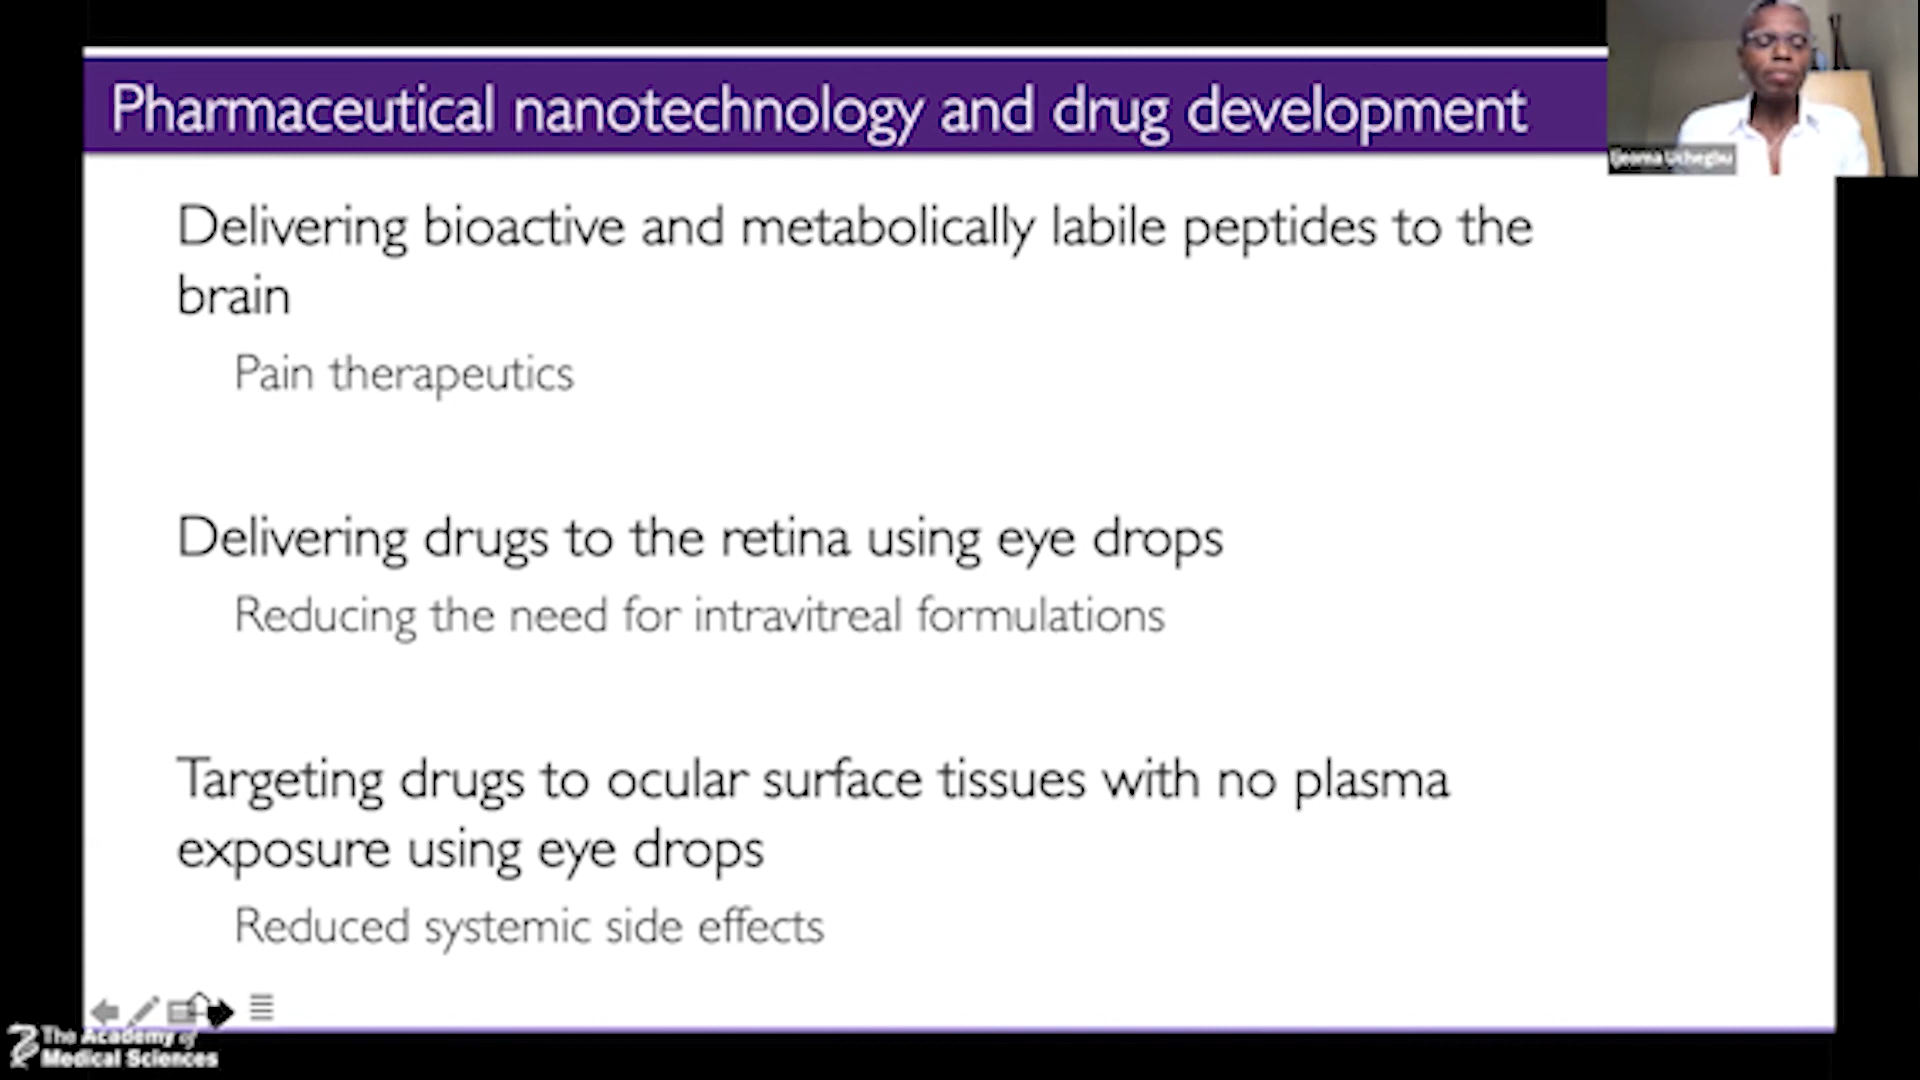 Pharmaceutical nanotechnology and drug development
Ijeoma Uchegbu
Delivering bioactive and metabolically labile peptides to the
brain
Pain therapeutics
Delivering drugs to the retina using eye drops
Reducing the need for intravitreal formulations
Targeting drugs to ocular surface tissues with no plasma
exposure using eye drops
Reduced systemic side effects
The Academy of
Medical Sciences